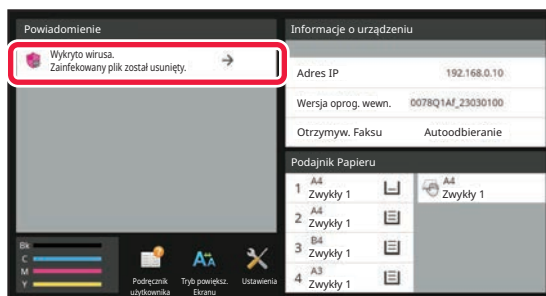 Powiadomienie
Wykryto wirusa.
Zainfekowany plik został usunięty.
Informacje o urządzeniu
Adres IP 192.168.0.10
Wersja oprog. wewn. 0078Q1Af_23030100
Otrzymyw. Faksu Autoodbieranie
Podajnik Papieru
1 A4
Zwykły 1
A4
Zwykły 1
2 A4
Zwykły 1
3 B4
Zwykły 1
4 A3
Zwykły 1
Bk
C
M
Y
Podręcznik
użytkownika
Tryb powiększ.
Ekranu
Ustawienia